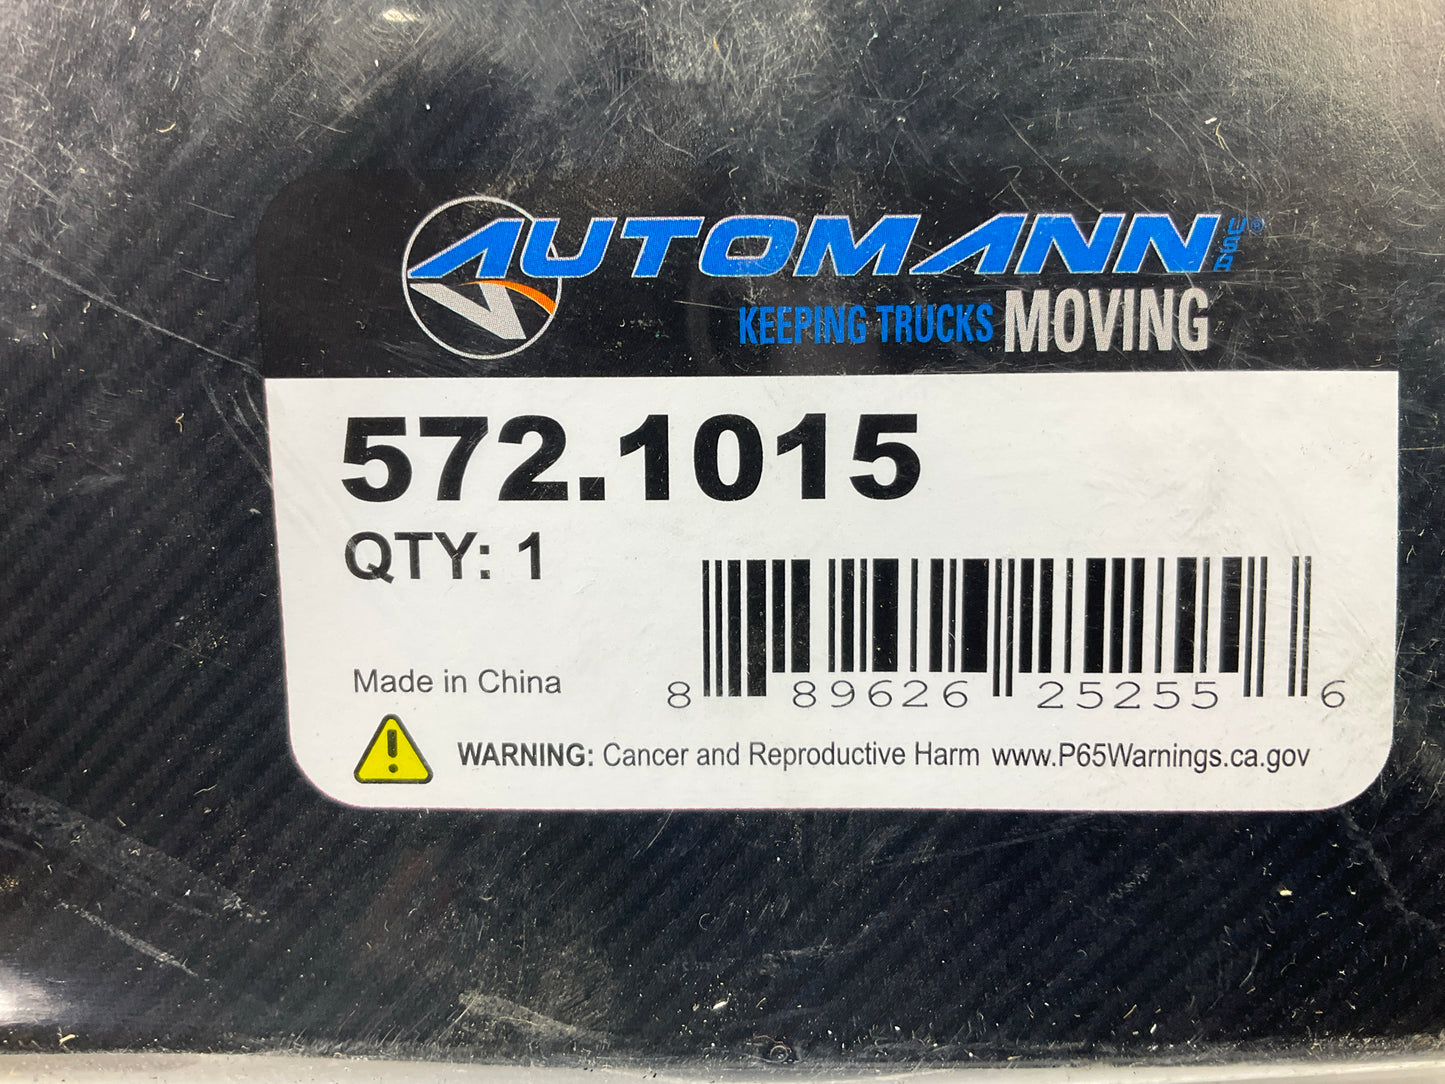 AUTOMANN USA®
KEEPING TRUCKS MOVING
572.1015
QTY: 1
Made in China
8 89626 25255 6
WARNING: Cancer and Reproductive Harm www.P65Warnings.ca.gov